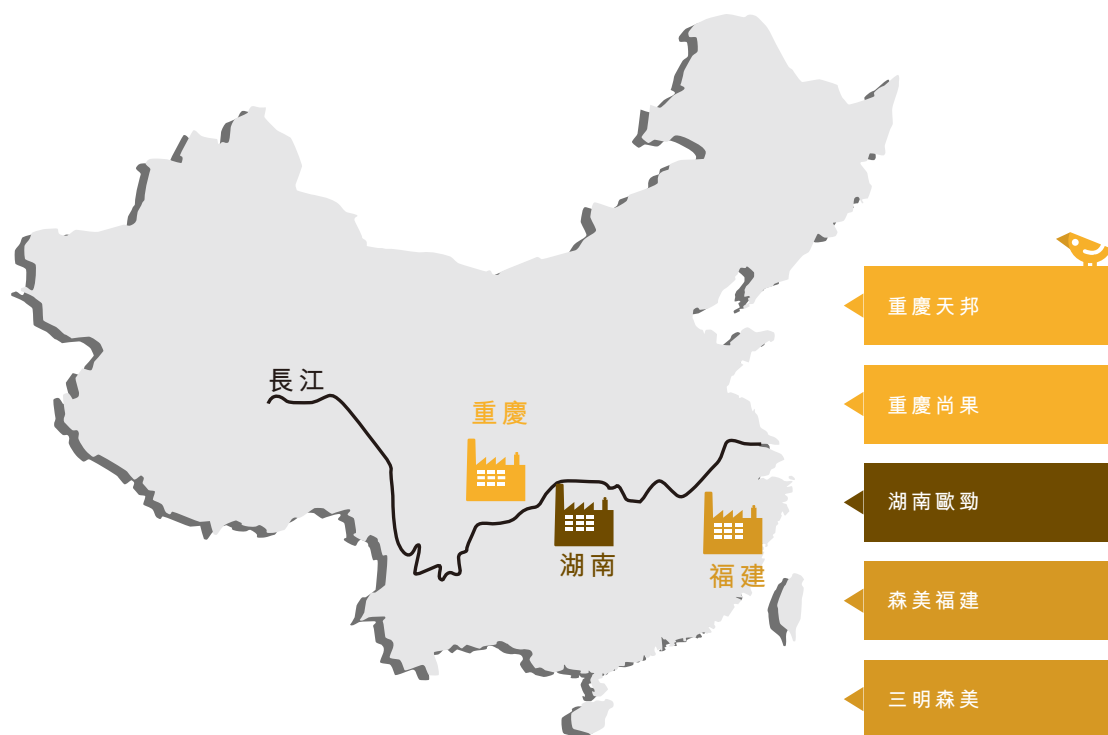 長江
重慶
湖南
福建
重慶天邦
重慶尚果
湖南歐勁
森美福建
三明森美